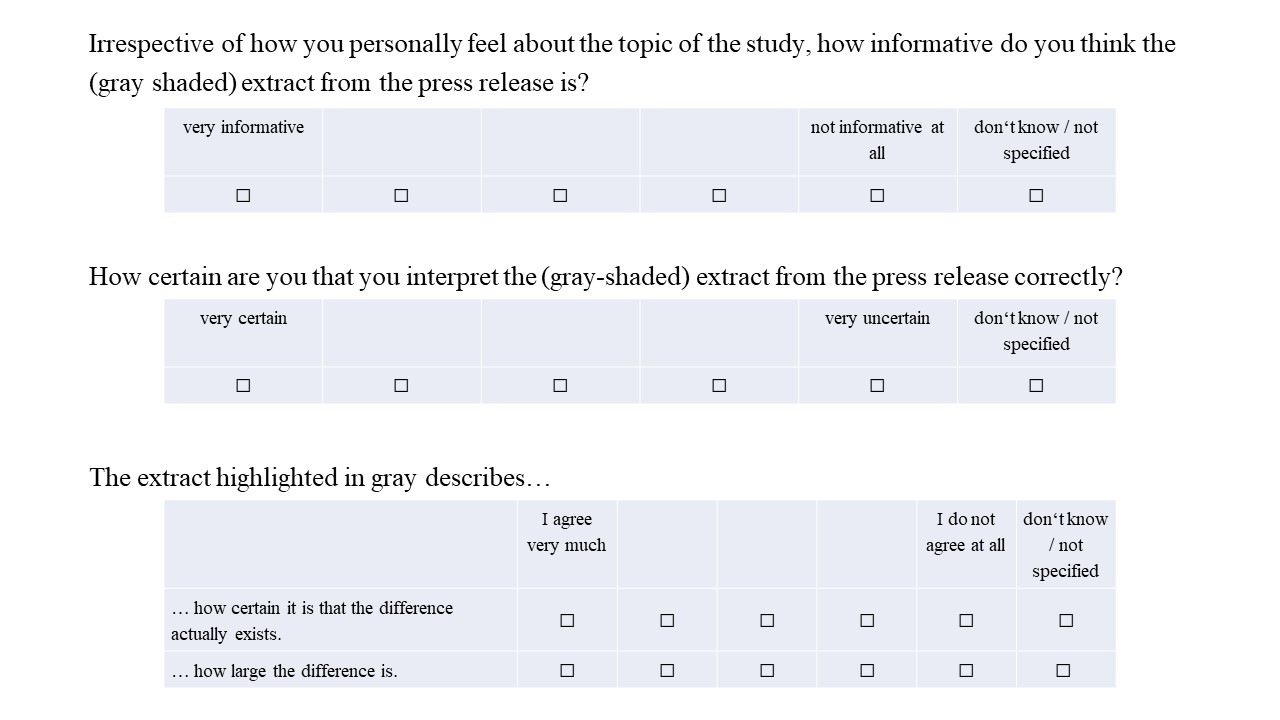 Irrespective of how you personally feel about the topic of the study, how informative do you think the
(gray shaded) extract from the press release is?
very informative
not informative at
all
don‘t know / not
specified
☐ ☐ ☐ ☐ ☐ ☐
How certain are you that you interpret the (gray-shaded) extract from the press release correctly?
very certain
very uncertain
don‘t know / not
specified
☐ ☐ ☐ ☐ ☐ ☐
The extract highlighted in gray describes…
I agree
very much
I do not
agree at all
don‘t know
/ not
specified
… how certain it is that the difference
actually exists.
☐ ☐ ☐ ☐ ☐ ☐
… how large the difference is.
☐ ☐ ☐ ☐ ☐ ☐